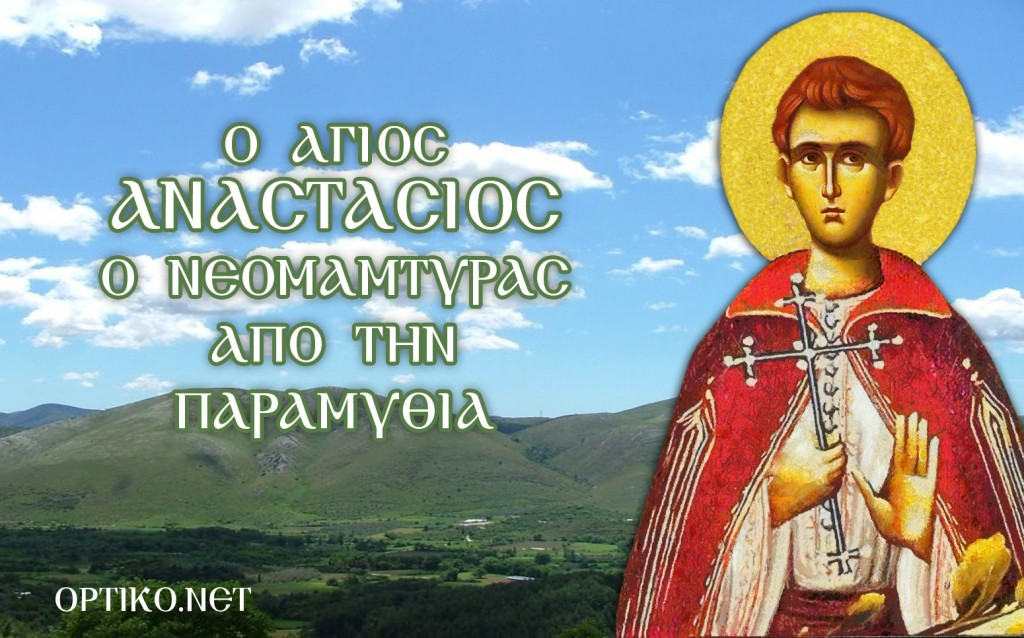 Ο ΑΓΙΟΣ
ΑΝΑΣΤΑΣΙΟΣ
Ο ΝΕΟΜΑΜΤΥΡΑΣ
ΑΠΟ ΤΗΝ
ΠΑΡΑΜΥΘΙΑ
OPTIKO.NET